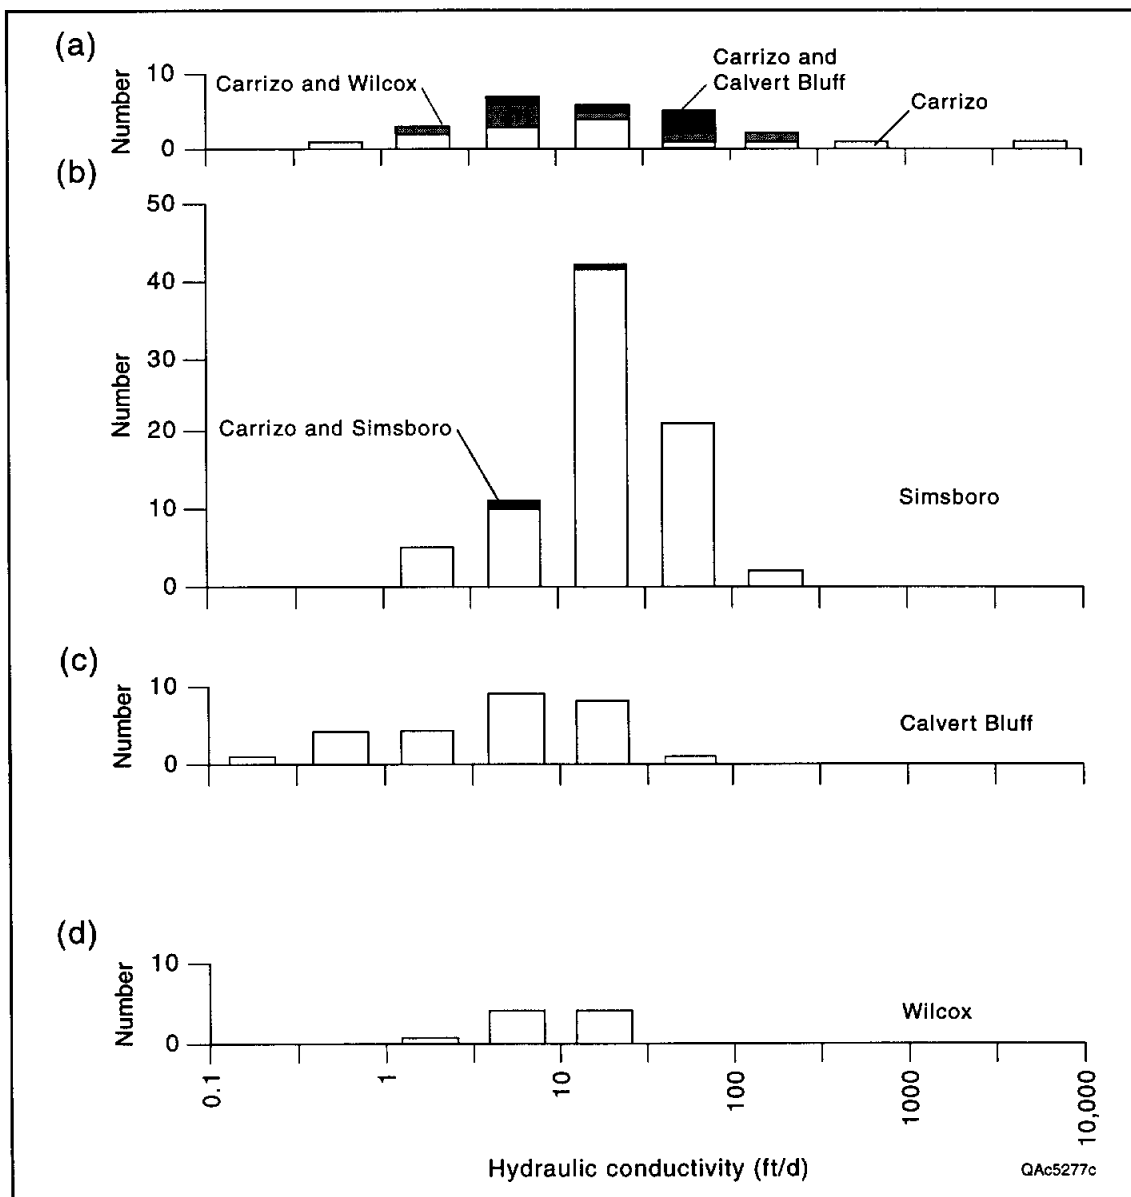 (a)
Number
10
0
Carrizo and Wilcox
Carrizo and
Calvert Bluff
Carrizo
(b)
Number
50
40
30
20
10
0
Carrizo and Simsboro
Simsboro
(c)
Number
10
0
Calvert Bluff
(d)
Number
10
0
Wilcox
0.1
1
10
100
1000
10,000
Hydraulic conductivity (ft/d)
QAc5277c